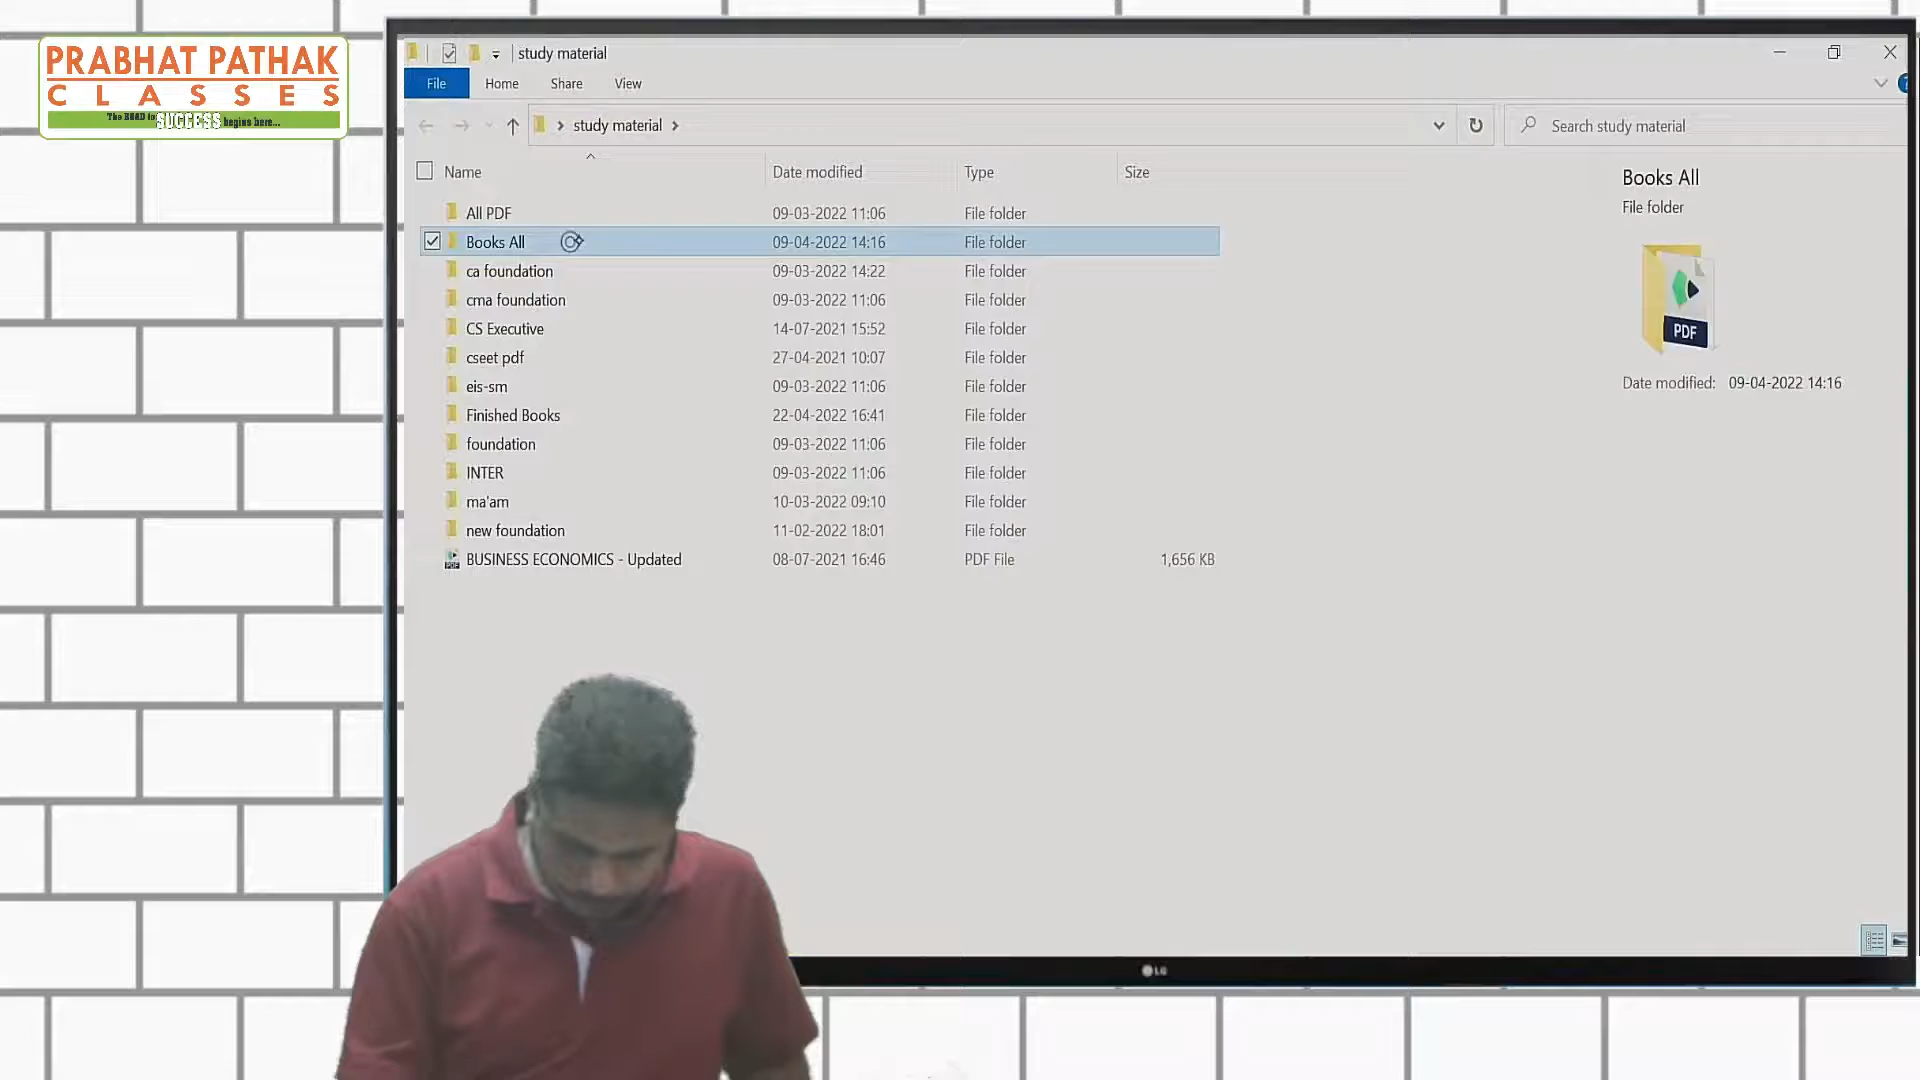 PRABHAT PATHAK
CLASSES
The ROAD to SUCCESS begins here...
study material
File Home Share View
study material
Search study material
Name Date modified Type Size
All PDF 09-03-2022 11:06 File folder
Books All 09-04-2022 14:16 File folder
ca foundation 09-03-2022 14:22 File folder
cma foundation 09-03-2022 11:06 File folder
CS Executive 14-07-2021 15:52 File folder
cseet pdf 27-04-2021 10:07 File folder
eis-sm 09-03-2022 11:06 File folder
Finished Books 22-04-2022 16:41 File folder
foundation 09-03-2022 11:06 File folder
INTER 09-03-2022 11:06 File folder
ma'am 10-03-2022 09:10 File folder
new foundation 11-02-2022 18:01 File folder
BUSINESS ECONOMICS - Updated 08-07-2021 16:46 PDF File 1,656 KB
Books All
File folder
PDF
Date modified: 09-04-2022 14:16
LG